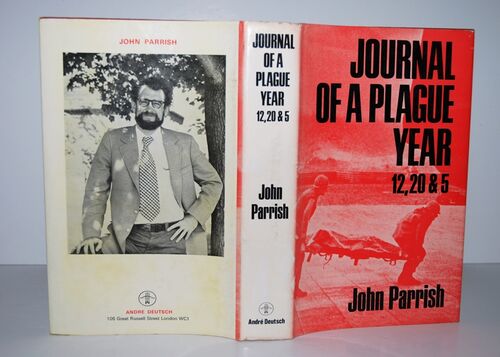 JOHN PARRISH
ANDRE DEUTSCH
105 Great Russell Street London WC1
JOURNAL
OF A
PLAGUE
YEAR
12,20 & 5
John
Parrish
André Deutsch
JOURNAL
OF A PLAGUE
YEAR
12,20 & 5
John Parrish